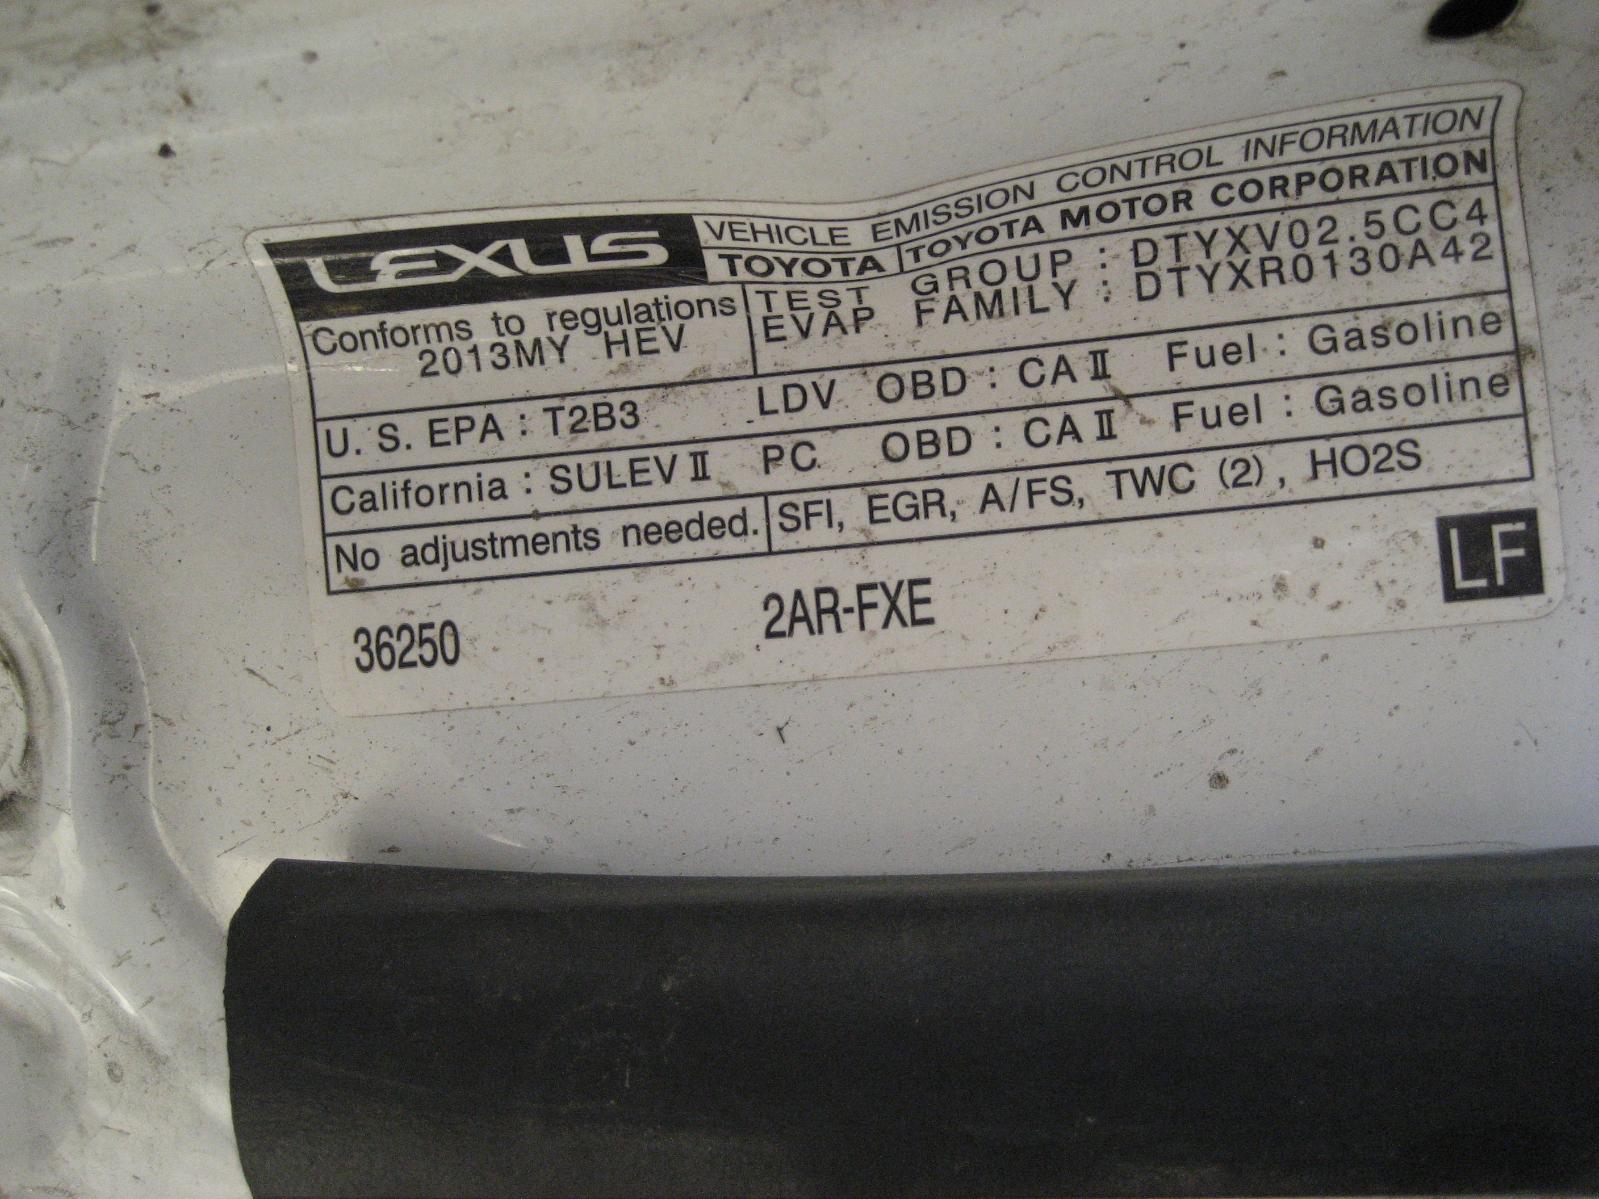 LEXUS
VEHICLE EMISSION CONTROL INFORMATION
TOYOTA TOYOTA MOTOR CORPORATION
Conforms to regulations
2013MY HEV
TEST GROUP : DTYXV02.5CC4
EVAP FAMILY : DTYXR0130A42
U. S. EPA : T2B3 LDV OBD : CA II Fuel : Gasoline
California : SULEV II PC OBD : CA II Fuel : Gasoline
No adjustments needed. SFI, EGR, A/FS, TWC (2), HO2S
36250 2AR-FXE LF